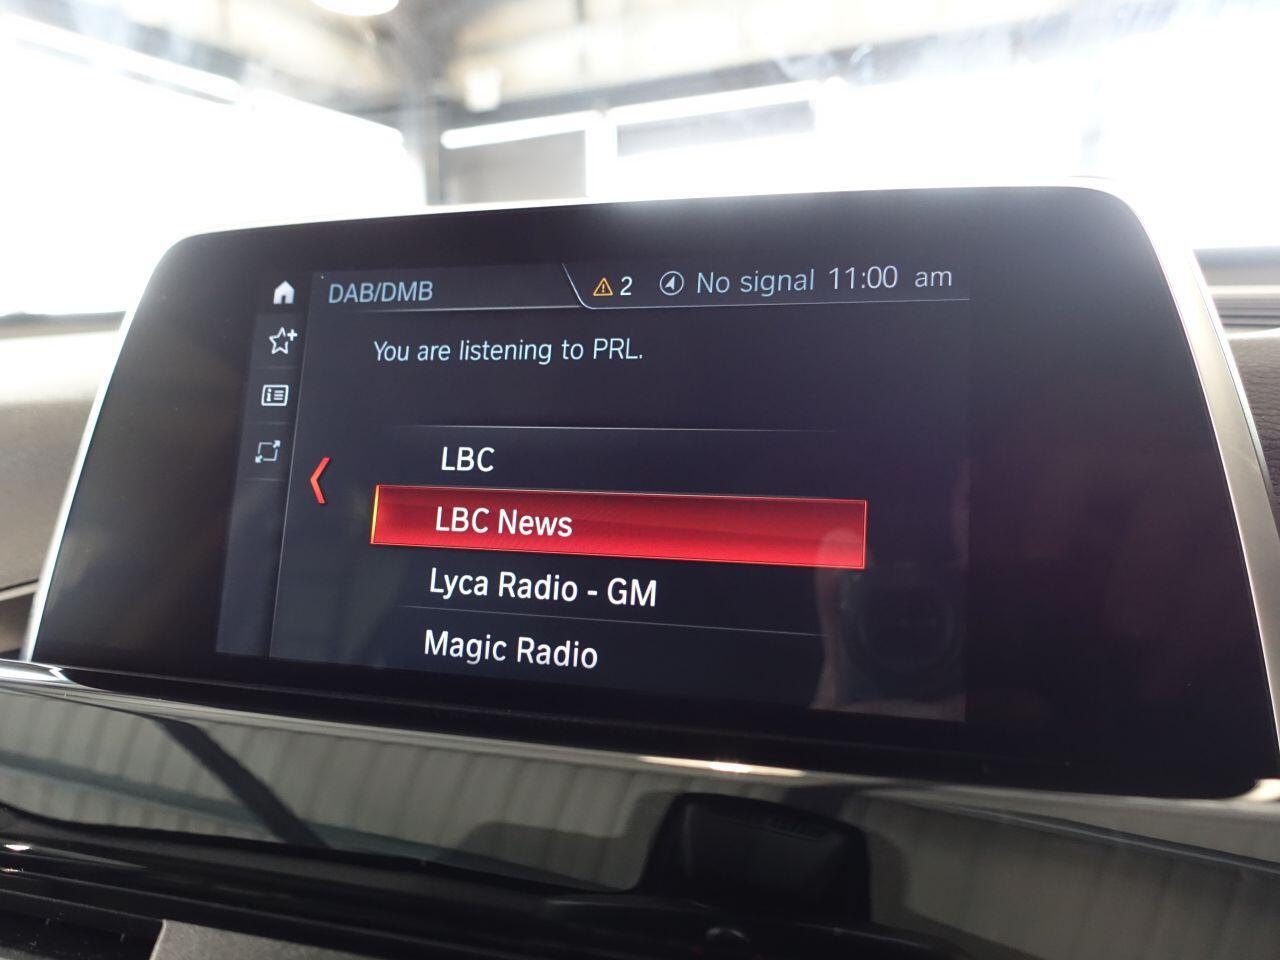 DAB/DMB
2 No signal 11:00 am
You are listening to PRL.
LBC
LBC News
Lyca Radio - GM
Magic Radio